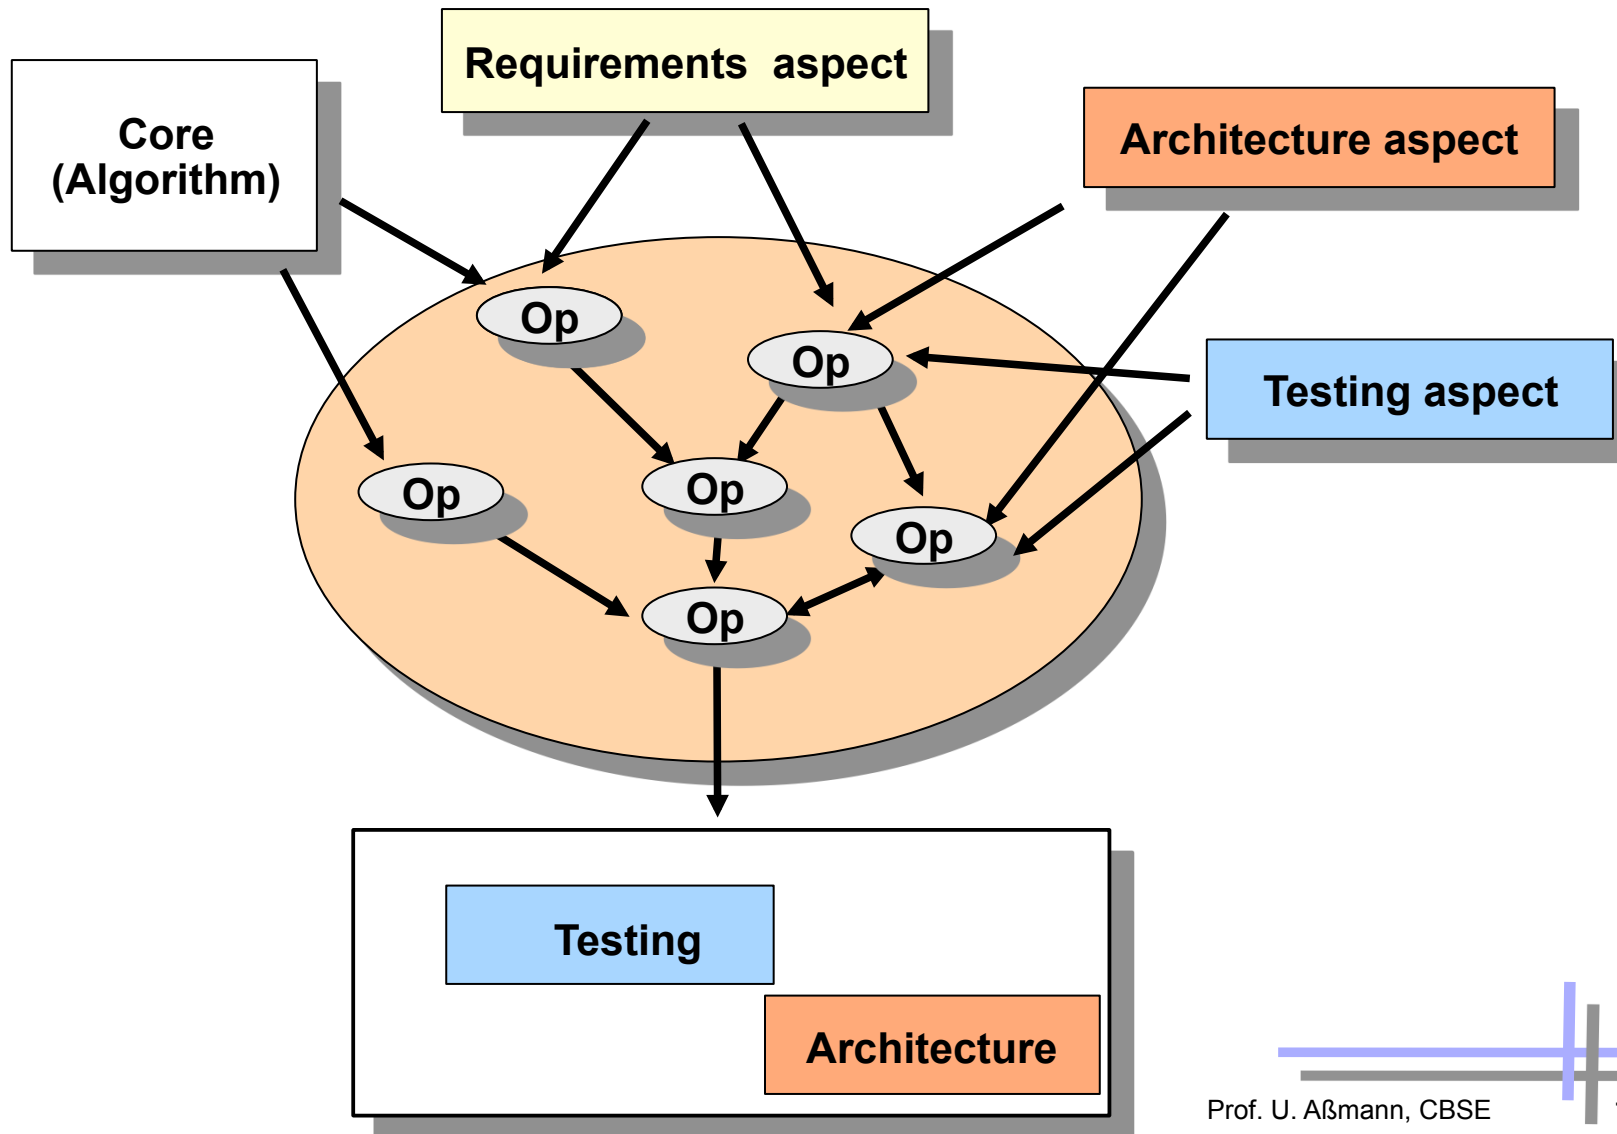 Requirements aspect
Core
(Algorithm)
Architecture aspect
Op
Op
Testing aspect
Op
Op
Op
Op
Testing
Architecture
Prof. U. Aßmann, CBSE